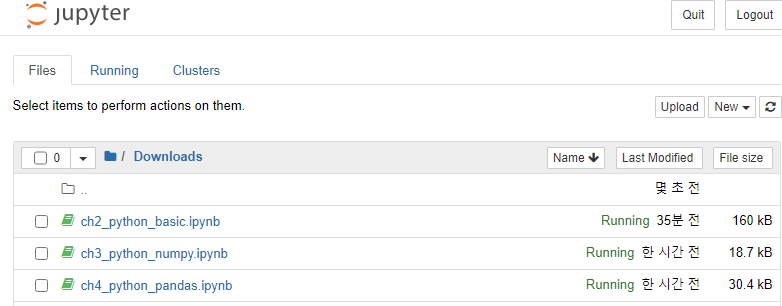 jupyter
Quit Logout
Files Running Clusters
Select items to perform actions on them.
Upload New
0 / Downloads Name Last Modified File size
.. 몇 초 전
ch2_python_basic.ipynb Running 35분 전 160 kB
ch3_python_numpy.ipynb Running 한 시간 전 18.7 kB
ch4_python_pandas.ipynb Running 한 시간 전 30.4 kB